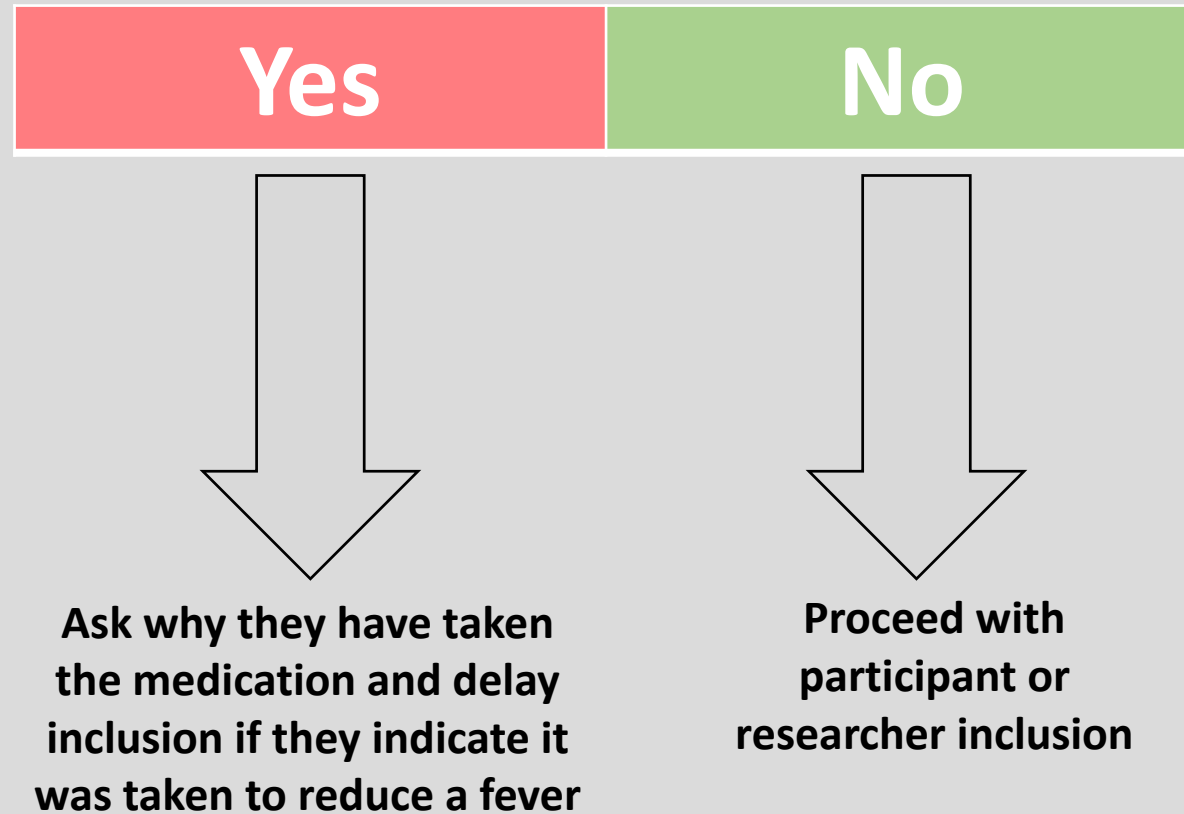 Yes
No
Ask why they have taken
the medication and delay
inclusion if they indicate it
was taken to reduce a fever
Proceed with
participant or
researcher inclusion